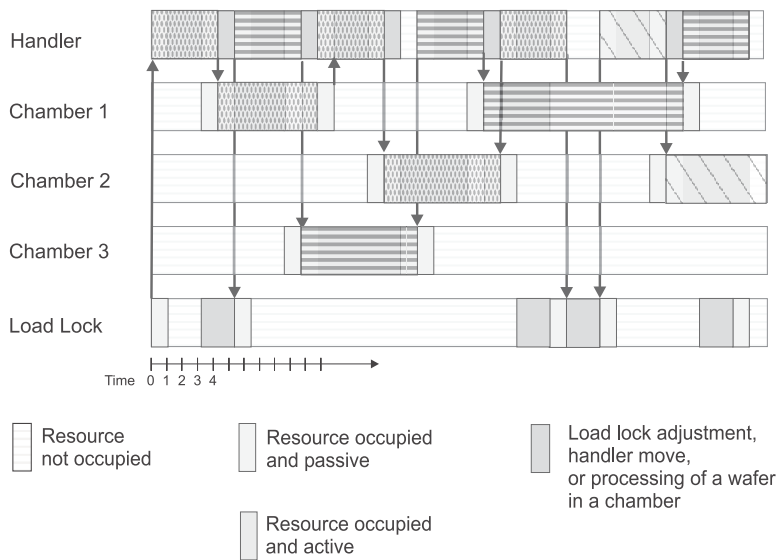 Handler
Chamber 1
Chamber 2
Chamber 3
Load Lock
Time 0 1 2 3 4
Resource
not occupied
Resource occupied
and passive
Load lock adjustment,
handler move,
or processing of a wafer
in a chamber
Resource occupied
and active